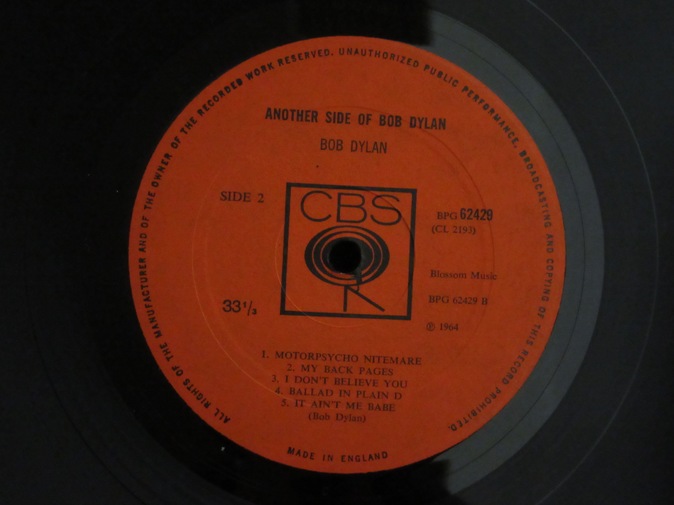 ALL RIGHTS OF THE MANUFACTURER AND OF THE OWNER OF THE RECORDED WORK RESERVED. UNAUTHORIZED PUBLIC PERFORMANCE, BROADCASTING AND COPYING OF THIS RECORD PROHIBITED.
ANOTHER SIDE OF BOB DYLAN
BOB DYLAN
SIDE 2
CBS
BPG 62429
(CL 2193)
Blossom Music
BPG 62429 B
33 1/3
℗ 1964
1. MOTORPSYCHO NITEMARE
2. MY BACK PAGES
3. I DON'T BELIEVE YOU
4. BALLAD IN PLAIN D
5. IT AIN'T ME BABE
(Bob Dylan)
MADE IN ENGLAND